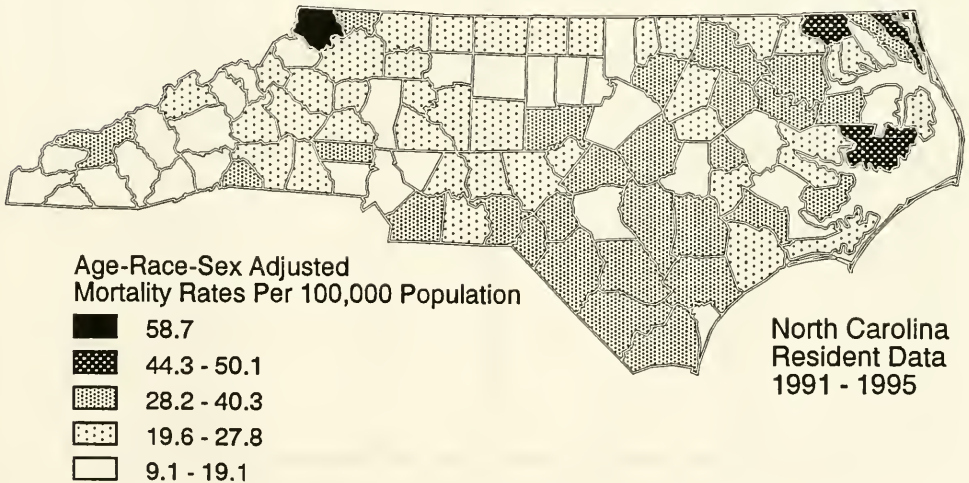 Age-Race-Sex Adjusted
Mortality Rates Per 100,000 Population
58.7
44.3 - 50.1
28.2 - 40.3
19.6 - 27.8
9.1 - 19.1
North Carolina
Resident Data
1991 - 1995